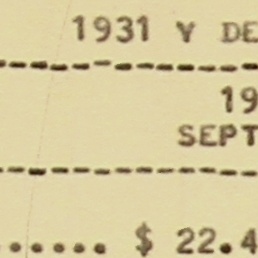 1931 Y DE
------------
19
SEPT
------------
..... $ 22.4